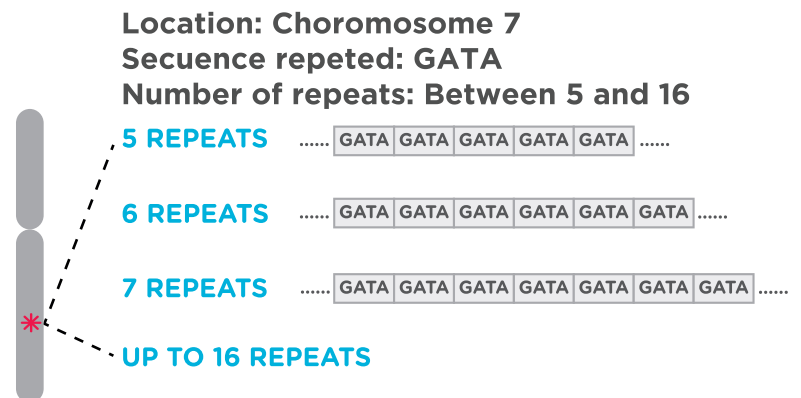 Location: Choromosome 7
Secuence repeted: GATA
Number of repeats: Between 5 and 16
5 REPEATS ...... GATA GATA GATA GATA GATA ......
6 REPEATS ...... GATA GATA GATA GATA GATA GATA ......
7 REPEATS ...... GATA GATA GATA GATA GATA GATA GATA ......
UP TO 16 REPEATS